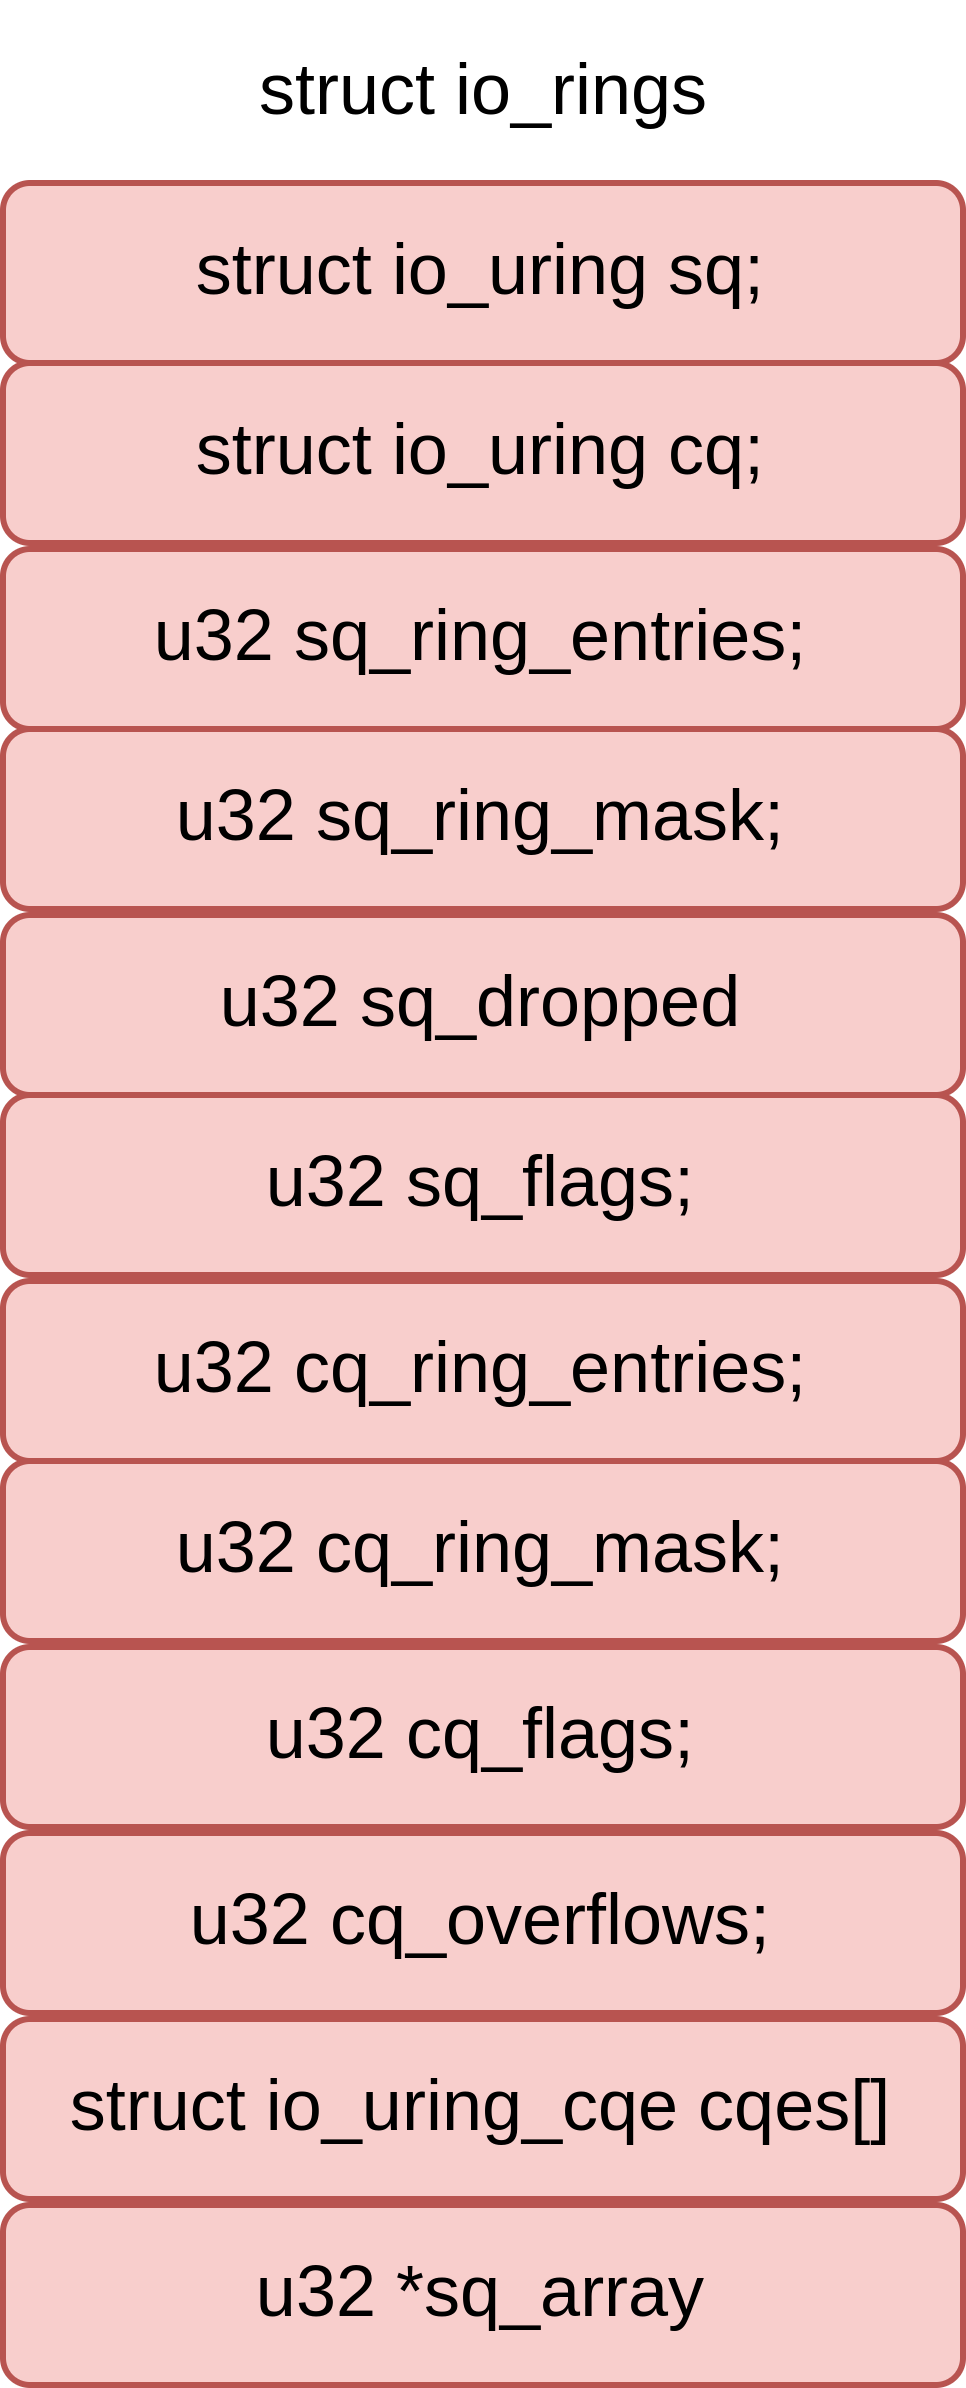 struct io_rings
struct io_uring sq;
struct io_uring cq;
u32 sq_ring_entries;
u32 sq_ring_mask;
u32 sq_dropped
u32 sq_flags;
u32 cq_ring_entries;
u32 cq_ring_mask;
u32 cq_flags;
u32 cq_overflows;
struct io_uring_cqe cqes[]
u32 *sq_array